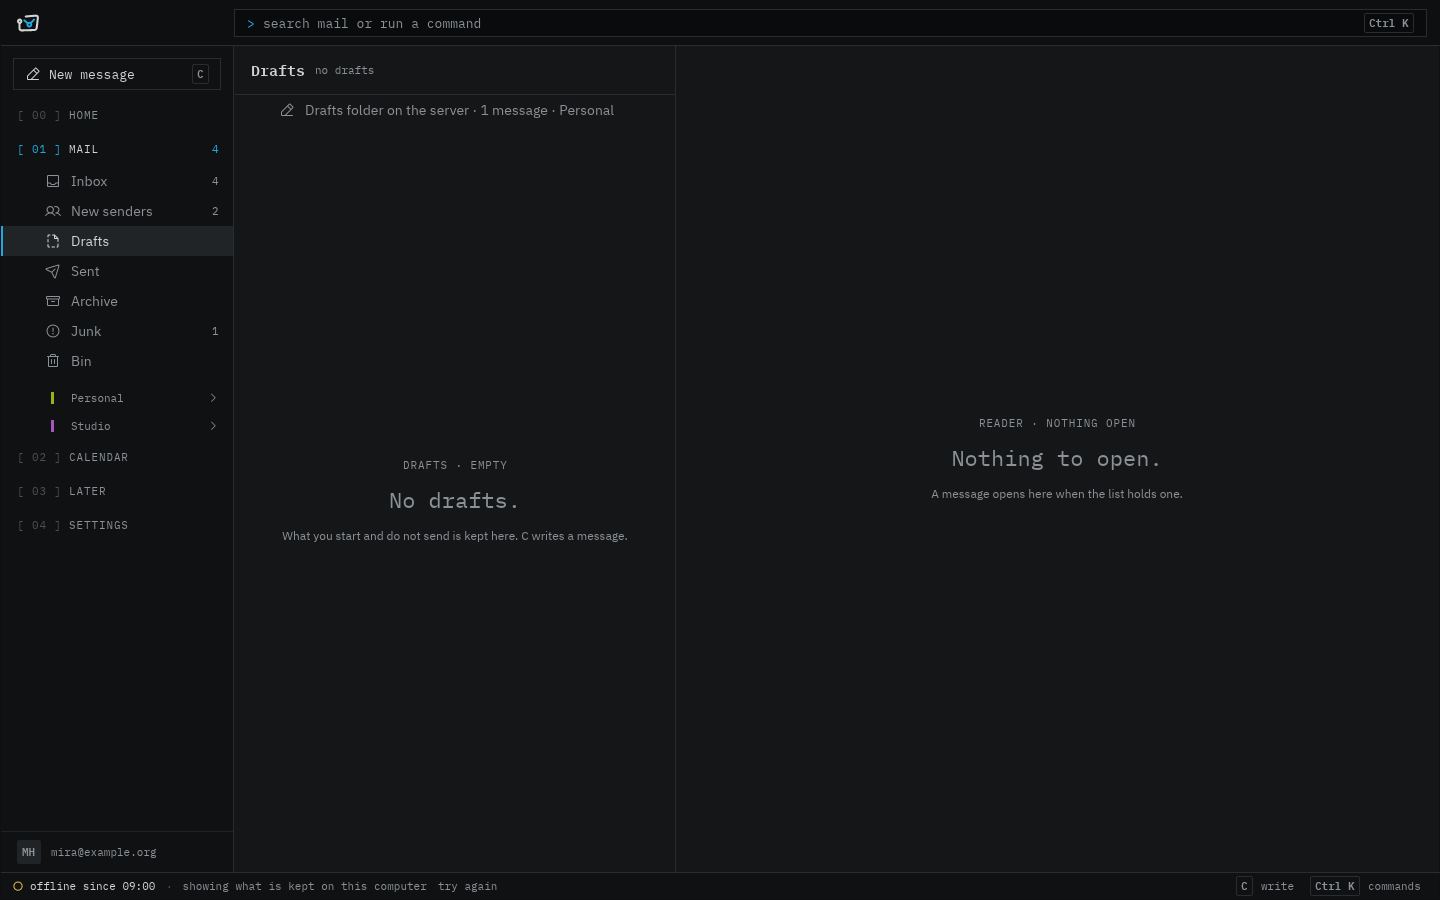 > search mail or run a command Ctrl K
New message C
[ 00 ] HOME
[ 01 ] MAIL 4
Inbox 4
New senders 2
Drafts
Sent
Archive
Junk 1
Bin
Personal
Studio
[ 02 ] CALENDAR
[ 03 ] LATER
[ 04 ] SETTINGS
MH mira@example.org
Drafts no drafts
Drafts folder on the server · 1 message · Personal
DRAFTS · EMPTY
No drafts.
What you start and do not send is kept here. C writes a message.
READER · NOTHING OPEN
Nothing to open.
A message opens here when the list holds one.
offline since 09:00 · showing what is kept on this computer try again
C write Ctrl K commands